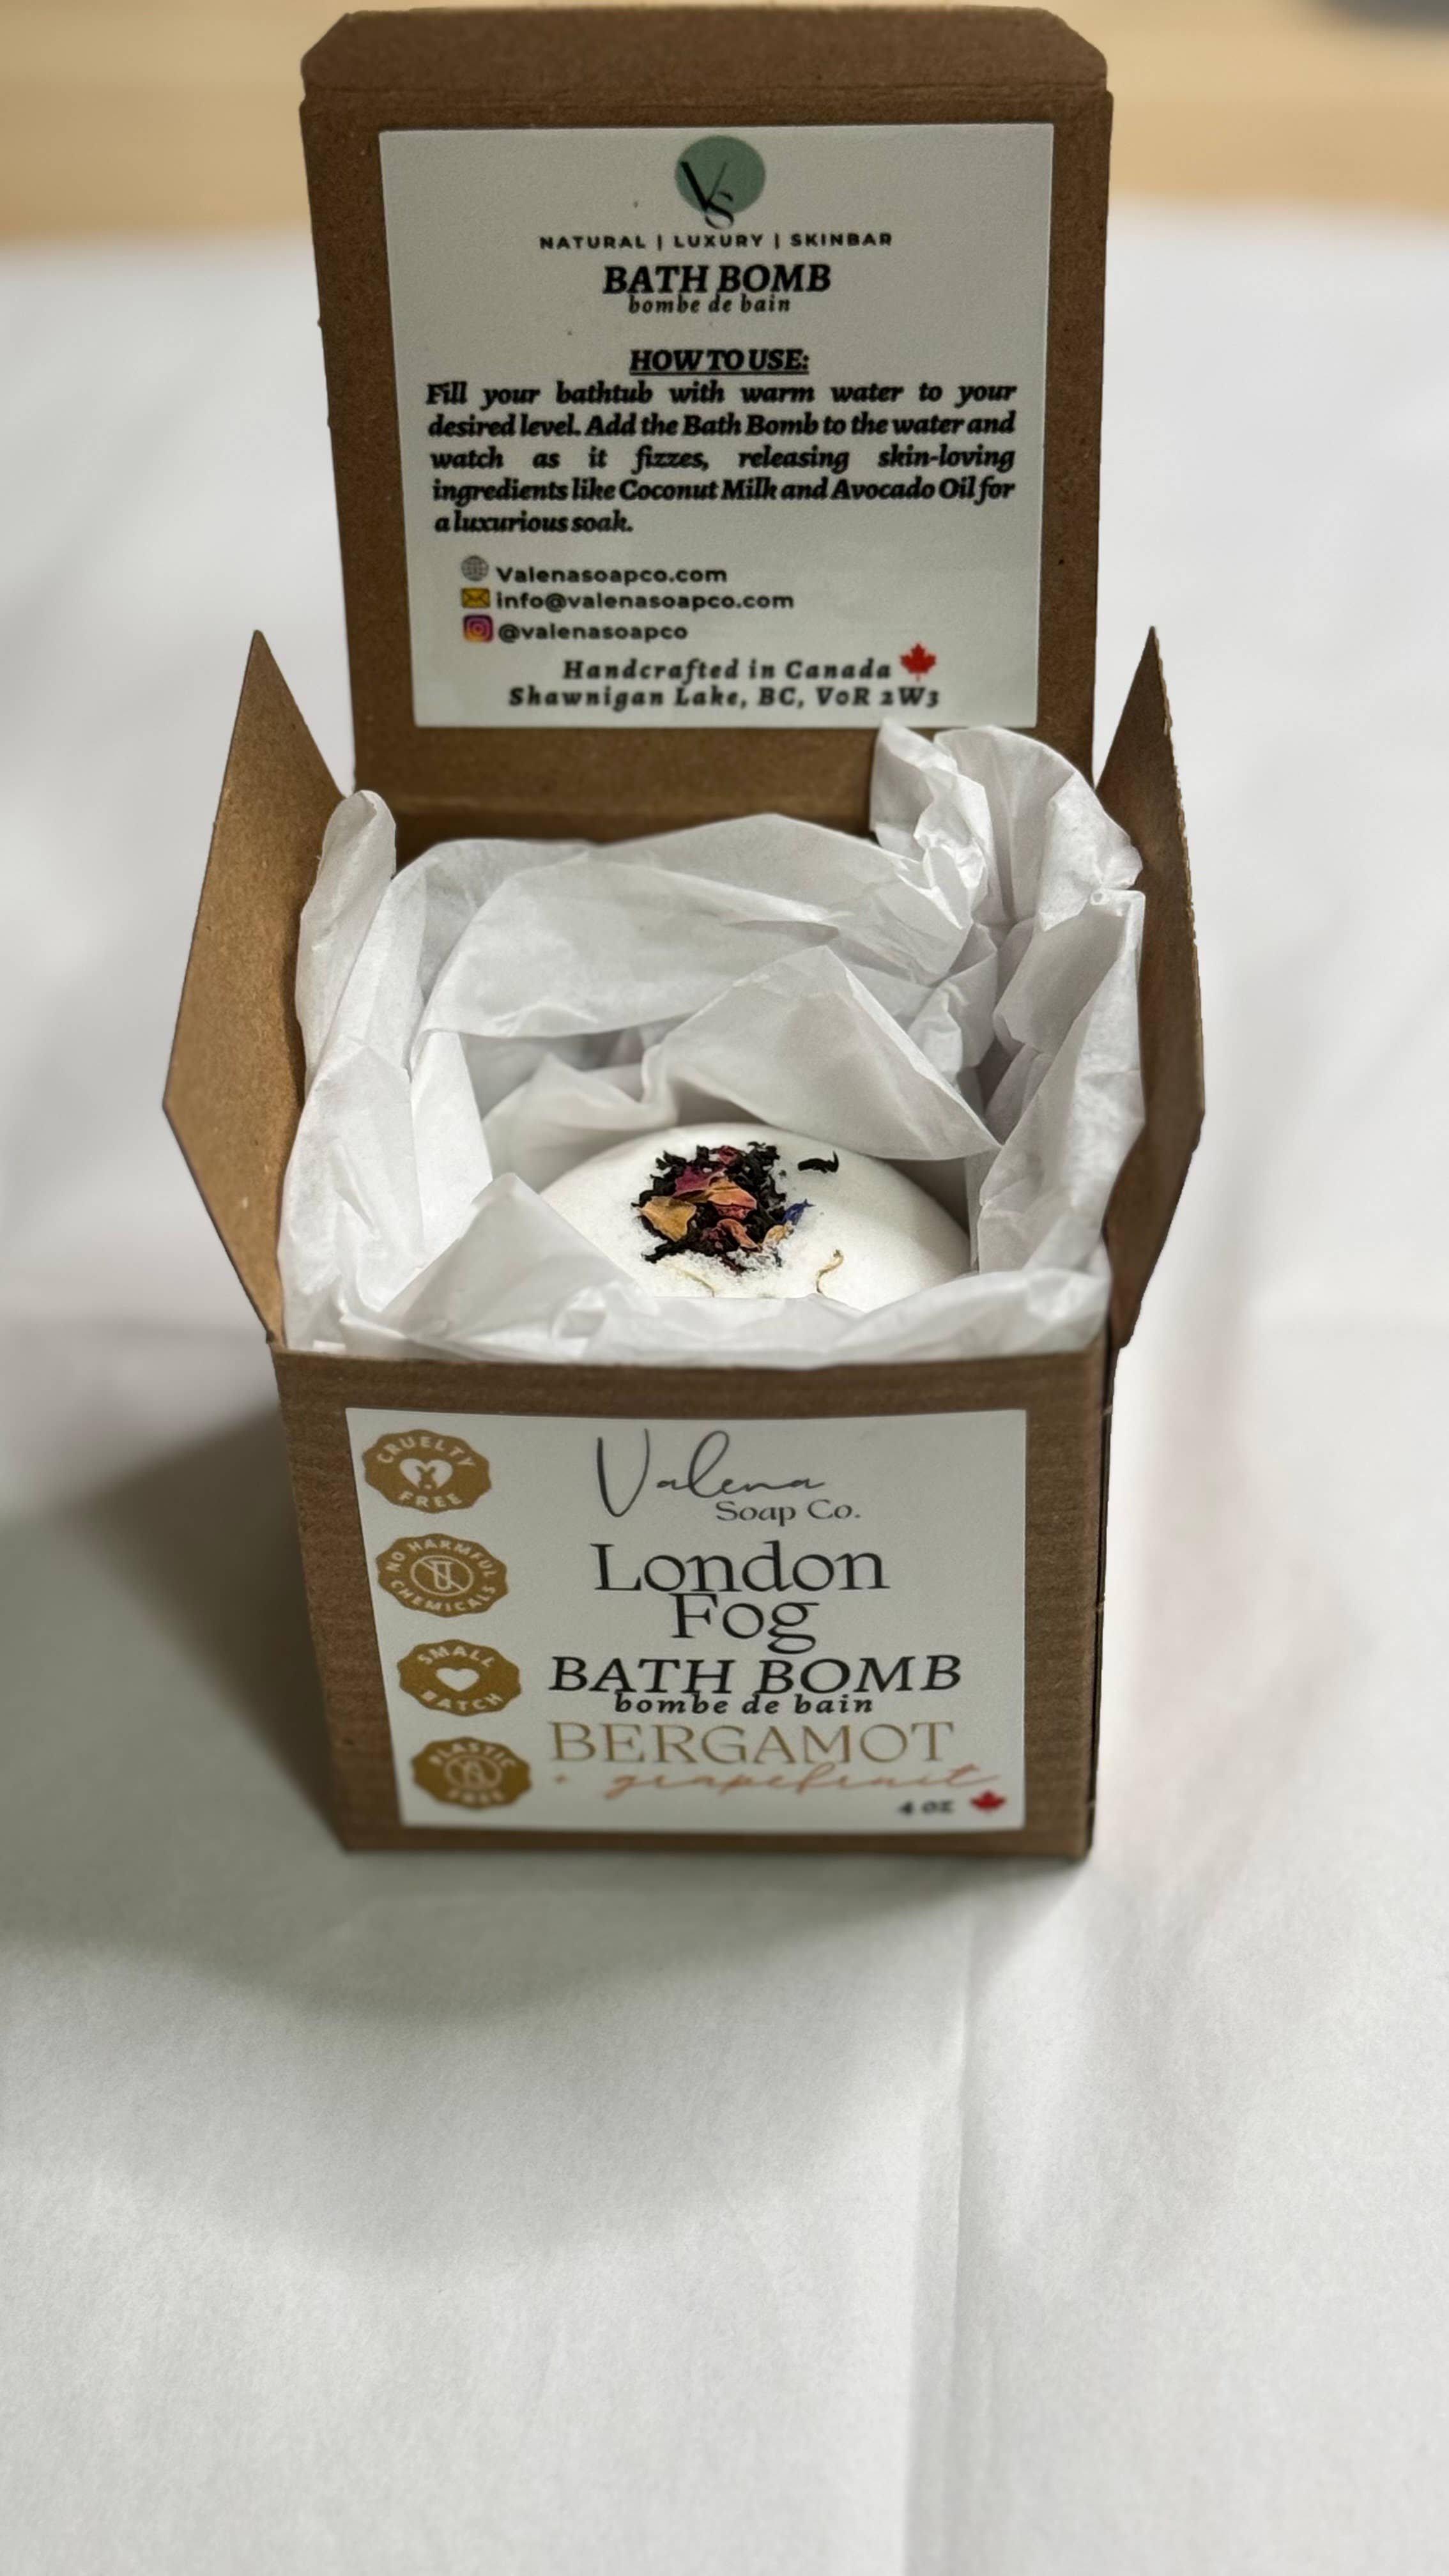 VS
NATURAL | LUXURY | SKINBAR
BATH BOMB
bombe de bain
HOW TO USE:
Fill your bathtub with warm water to your
desired level. Add the Bath Bomb to the water and
watch as it fizzes, releasing skin-loving
ingredients like Coconut Milk and Avocado Oil for
a luxurious soak.
Valenasoapco.com
info@valenasoapco.com
@valenasoapco
Handcrafted in Canada
Shawnigan Lake, BC, V0R 2W3
CRUELTY
FREE
NO HARMFUL
CHEMICALS
SMALL
BATCH
PLASTIC
FREE
Valena
Soap Co.
London
Fog
BATH BOMB
bombe de bain
BERGAMOT
+ grapefruit
4 oz